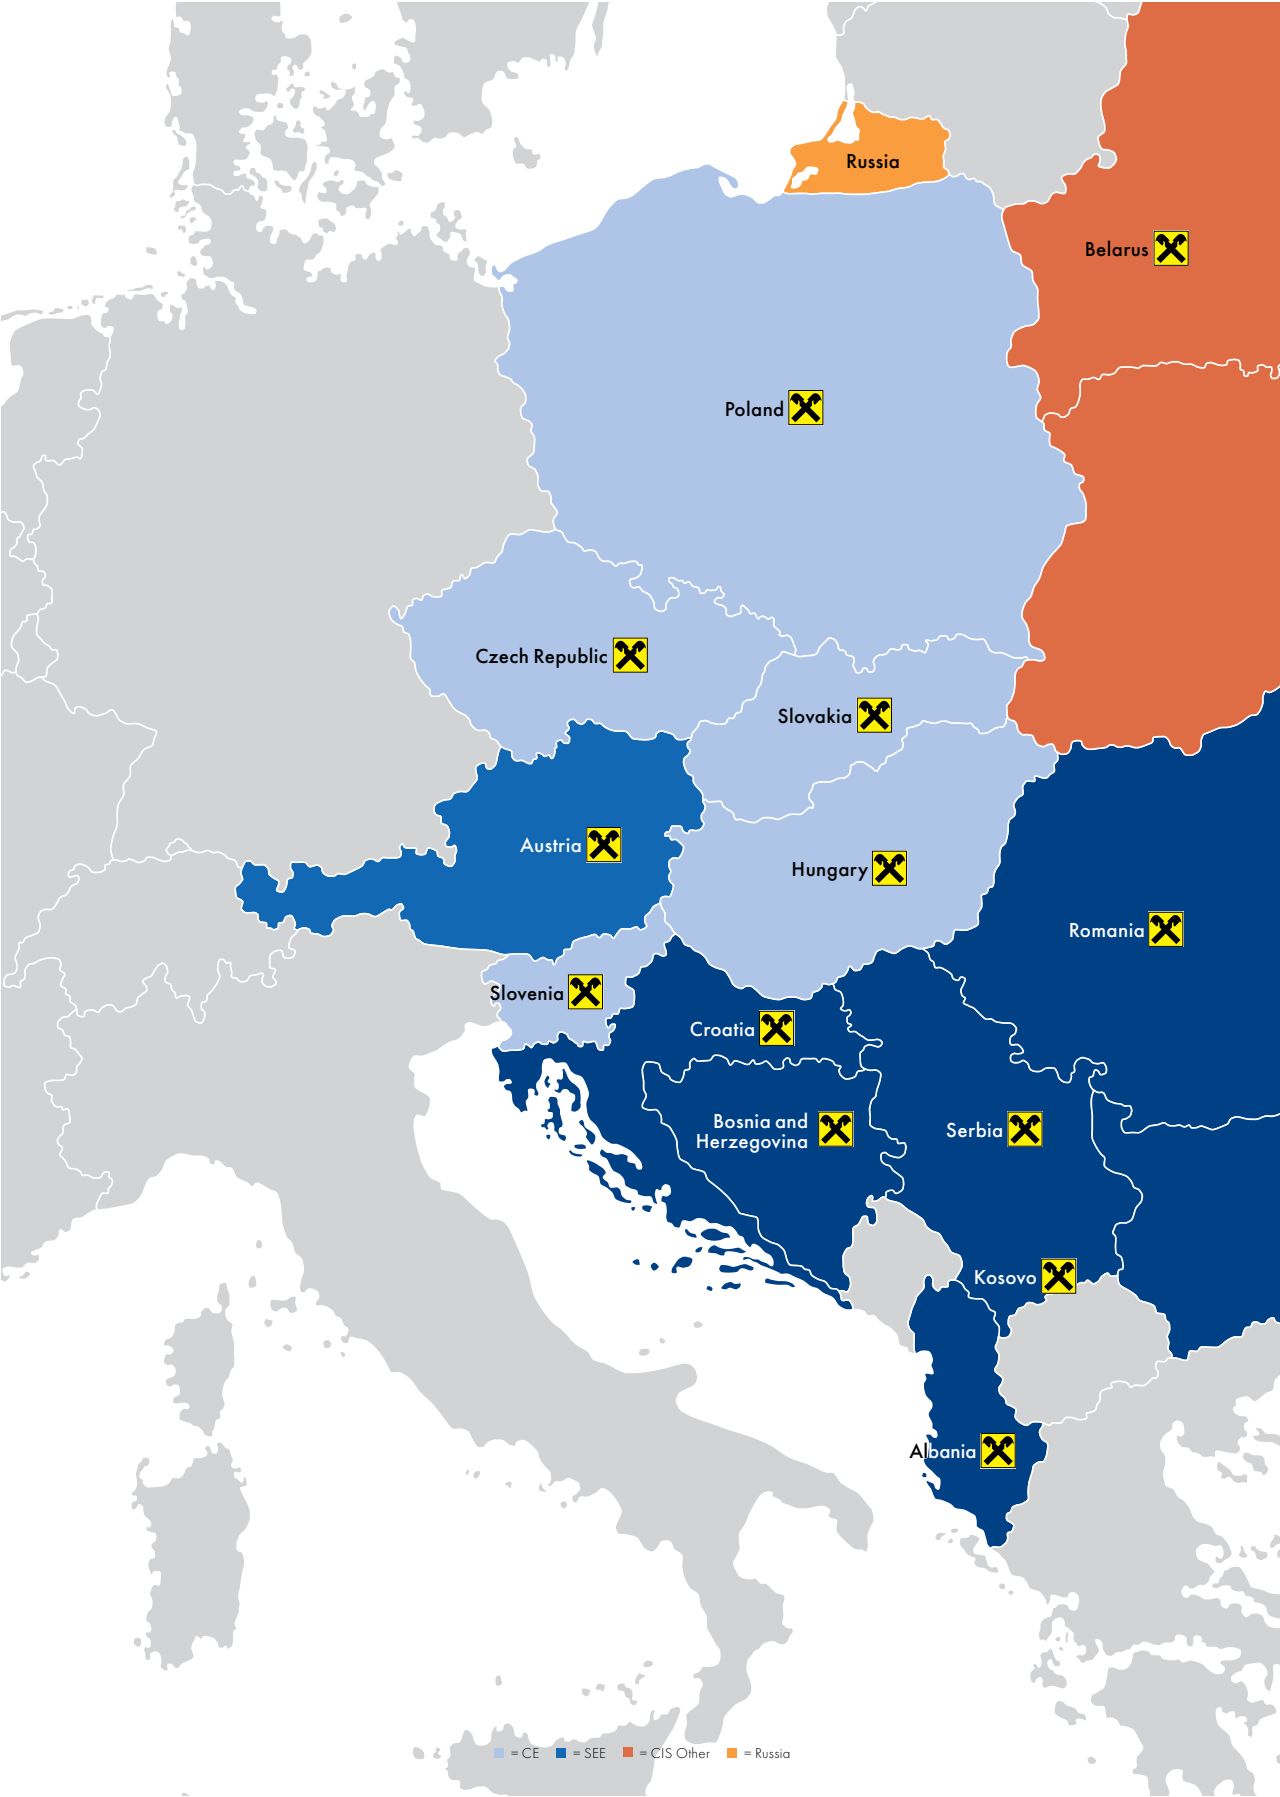 Russia
Belarus
Poland
Czech Republic
Slovakia
Austria
Hungary
Romania
Slovenia
Croatia
Bosnia and
Herzegovina
Serbia
Kosovo
Albania
= CE = SEE = CIS Other = Russia